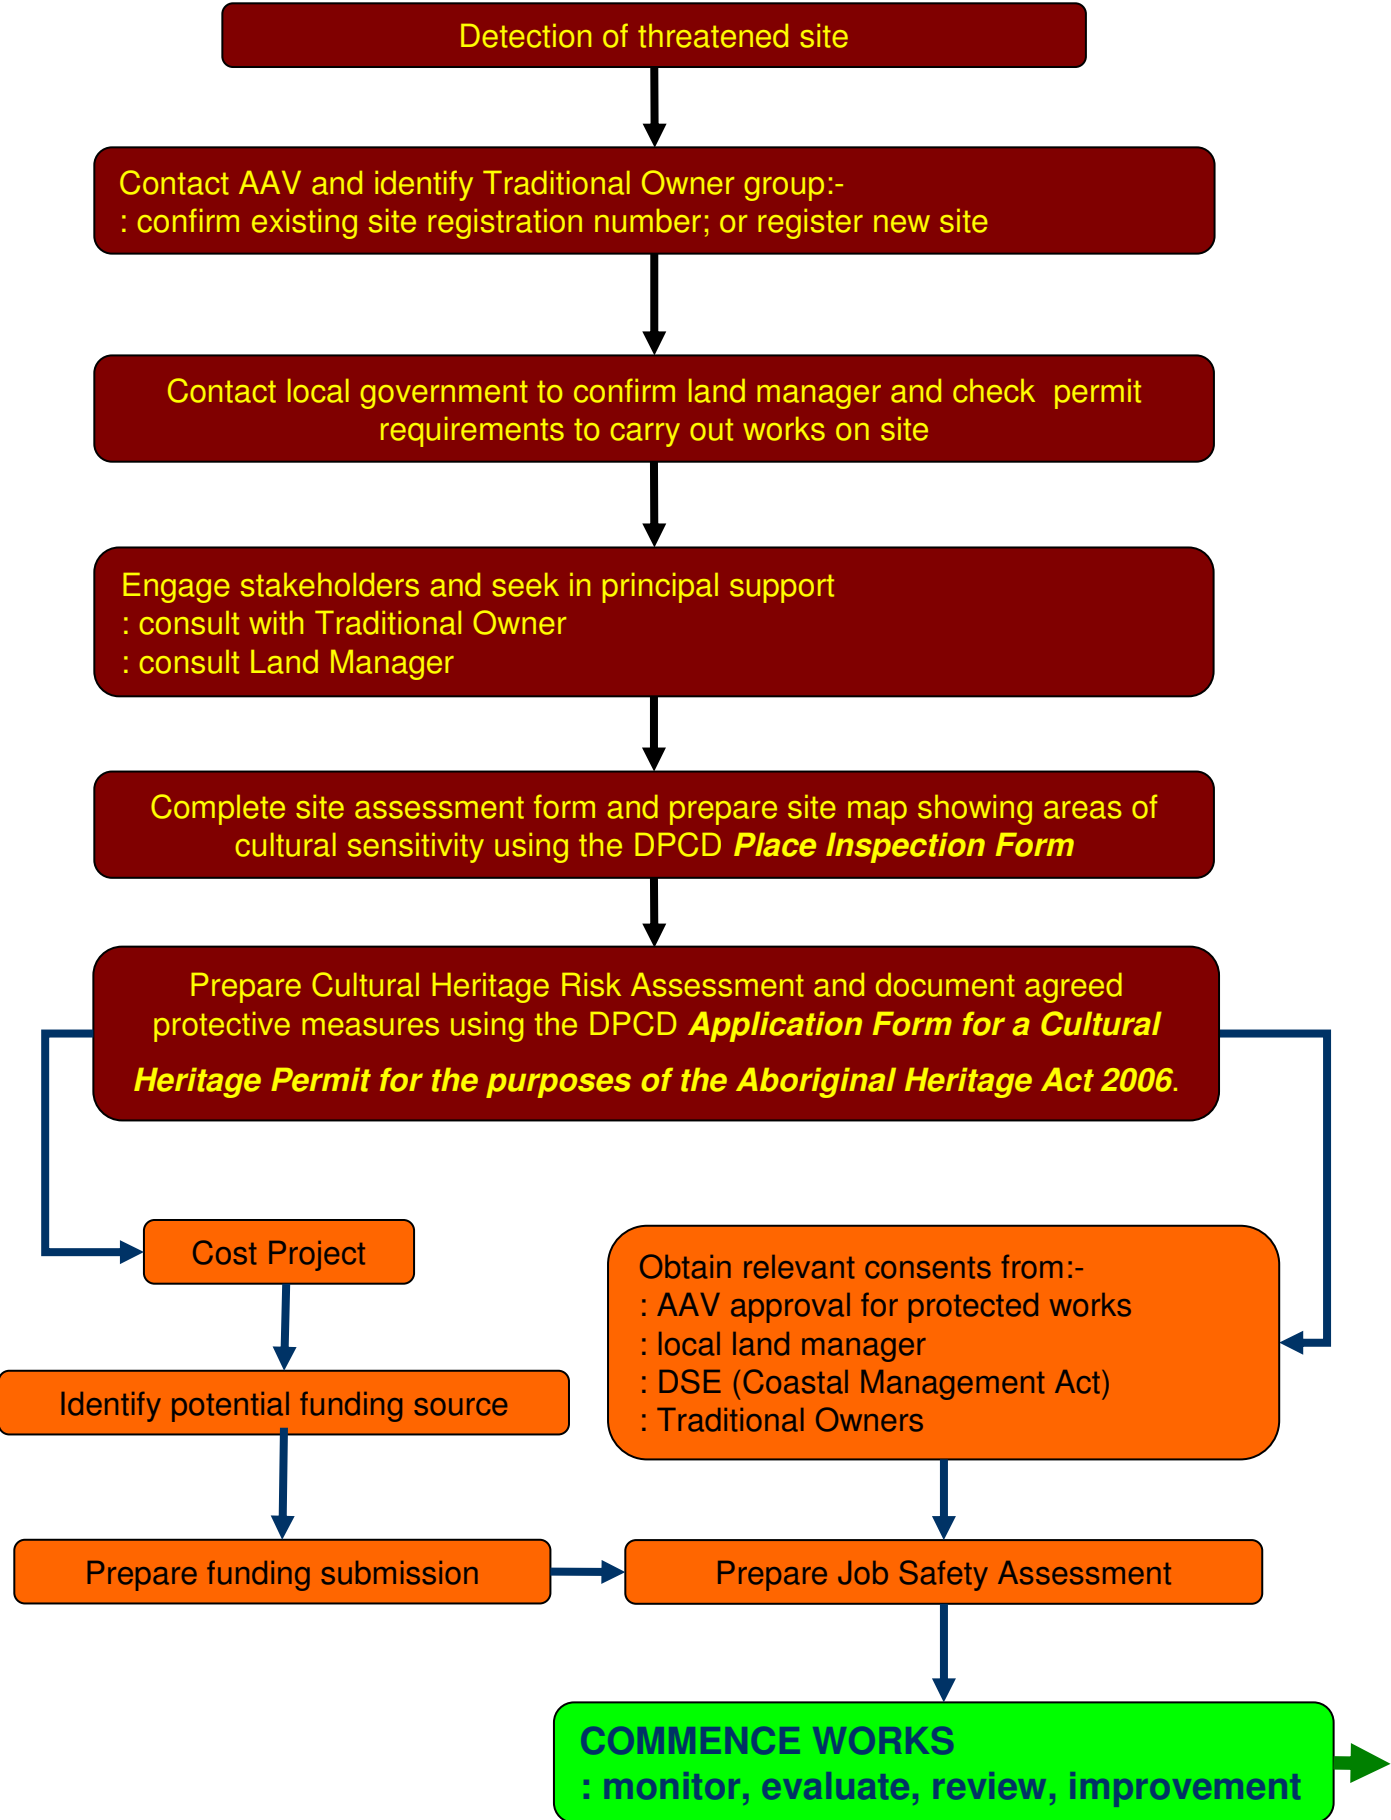 Detection of threatened site
Contact AAV and identify Traditional Owner group:-
: confirm existing site registration number; or register new site
Contact local government to confirm land manager and check  permit
requirements to carry out works on site
Engage stakeholders and seek in principal support
: consult with Traditional Owner
: consult Land Manager
Complete site assessment form and prepare site map showing areas of
cultural sensitivity using the DPCD Place Inspection Form
Prepare Cultural Heritage Risk Assessment and document agreed
protective measures using the DPCD Application Form for a Cultural
Heritage Permit for the purposes of the Aboriginal Heritage Act 2006.
Cost Project
Identify potential funding source
Prepare funding submission
Obtain relevant consents from:-
: AAV approval for protected works
: local land manager
: DSE (Coastal Management Act)
: Traditional Owners
Prepare Job Safety Assessment
COMMENCE WORKS
: monitor, evaluate, review, improvement